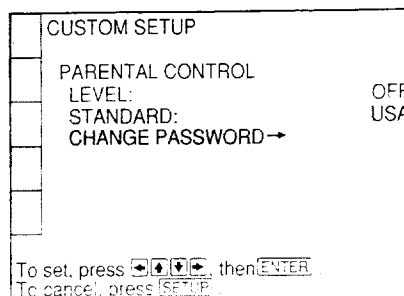 CUSTOM SETUP
PARENTAL CONTROL
LEVEL: OFF
STANDARD: USA
CHANGE PASSWORD→
To set, press ←↑↓→, then ENTER .
To cancel, press SETUP .